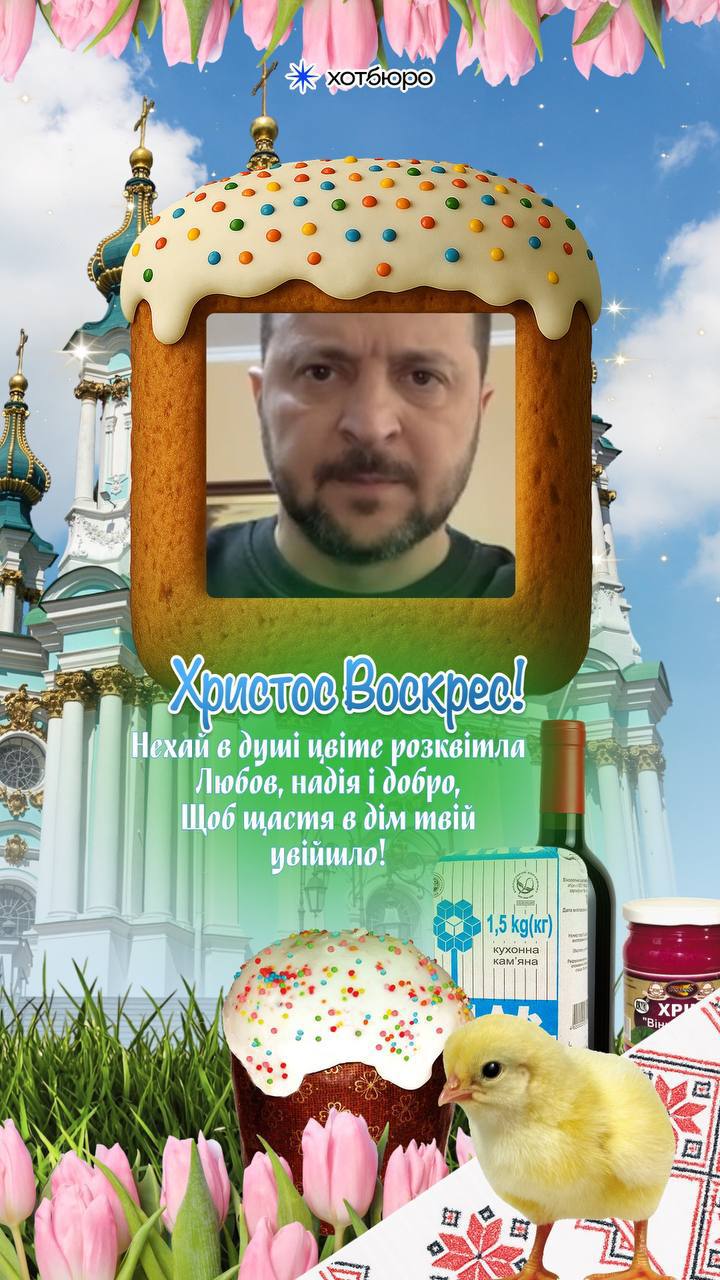 хотбюро
Христос Воскрес!
Нехай в душі цвіте розквітла
Любов, надія і добро,
Щоб щастя в дім твій
увійшло!
1,5 kg(кг)
кухонна
кам'яна
ХРІ
"Він